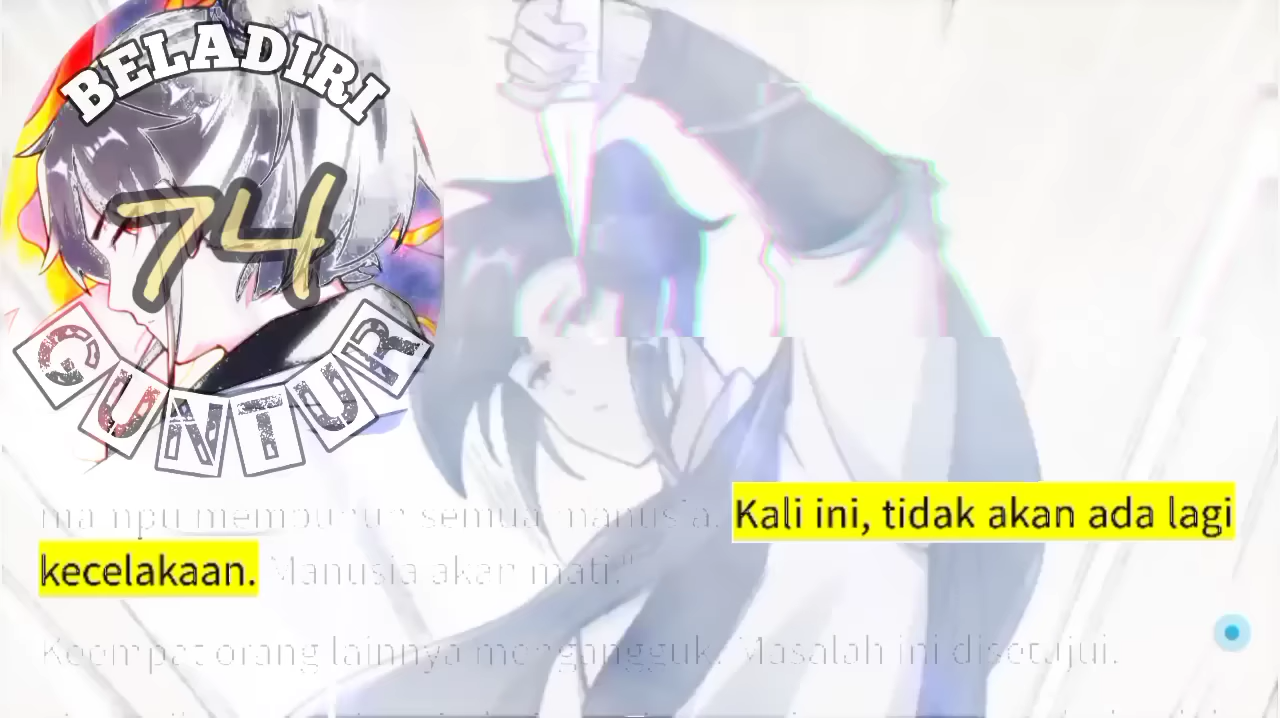 BELADIRI
74
GUNTUR
mampu membunuh semua manusia. Kali ini, tidak akan ada lagi
kecelakaan. Manusia akan mati."
Keempat orang lainnya mengangguk. Masalah ini disetujui.